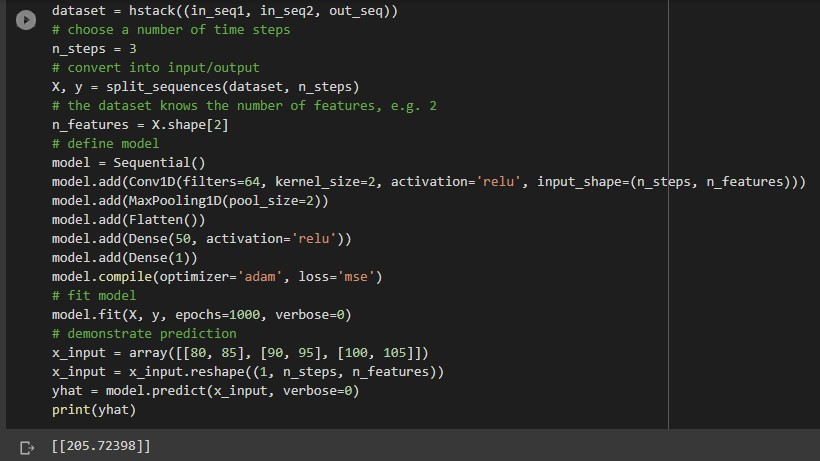 dataset = hstack((in_seq1, in_seq2, out_seq))
# choose a number of time steps
n_steps = 3
# convert into input/output
X, y = split_sequences(dataset, n_steps)
# the dataset knows the number of features, e.g. 2
n_features = X.shape[2]
# define model
model = Sequential()
model.add(Conv1D(filters=64, kernel_size=2, activation='relu', input_shape=(n_steps, n_features)))
model.add(MaxPooling1D(pool_size=2))
model.add(Flatten())
model.add(Dense(50, activation='relu'))
model.add(Dense(1))
model.compile(optimizer='adam', loss='mse')
# fit model
model.fit(X, y, epochs=1000, verbose=0)
# demonstrate prediction
x_input = array([[80, 85], [90, 95], [100, 105]])
x_input = x_input.reshape((1, n_steps, n_features))
yhat = model.predict(x_input, verbose=0)
print(yhat)
[[205.72398]]